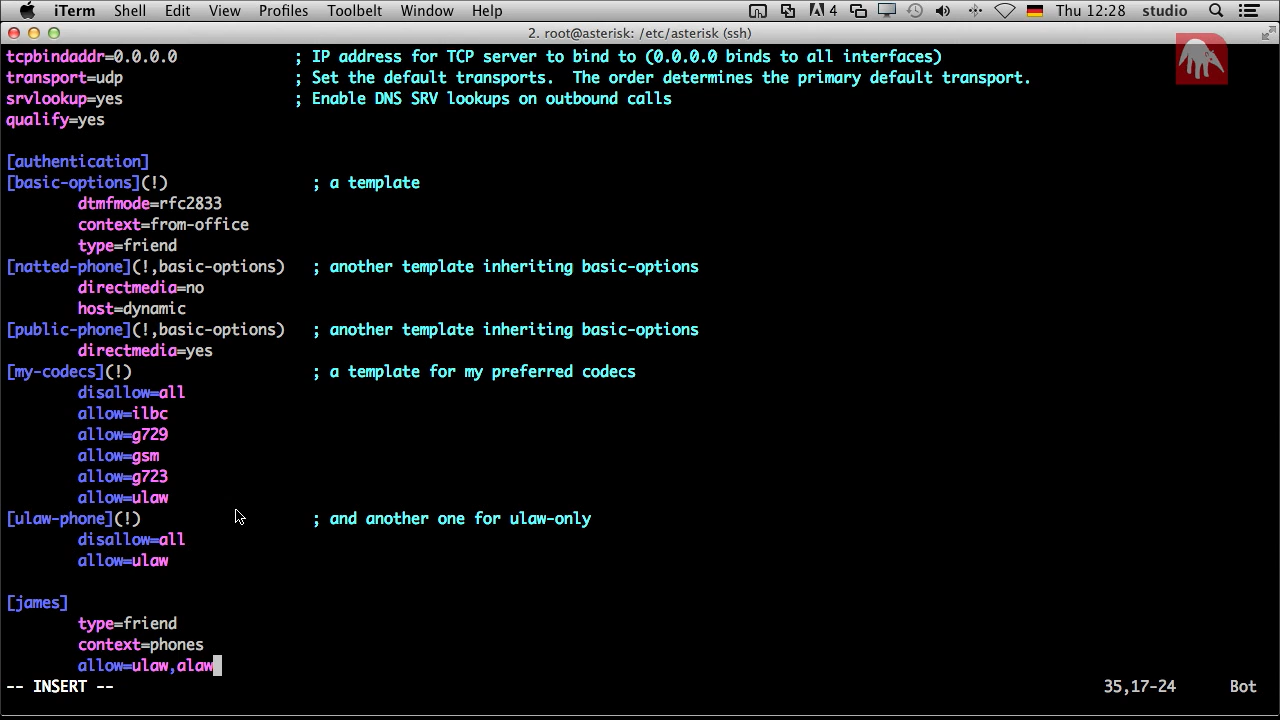 iTerm Shell Edit View Profiles Toolbelt Window Help 4 Thu 12:28 studio
2. root@asterisk: /etc/asterisk (ssh)
tcpbindaddr=0.0.0.0 ; IP address for TCP server to bind to (0.0.0.0 binds to all interfaces)
transport=udp ; Set the default transports. The order determines the primary default transport.
srvlookup=yes ; Enable DNS SRV lookups on outbound calls
qualify=yes
[authentication]
[basic-options](!) ; a template
dtmfmode=rfc2833
context=from-office
type=friend
[natted-phone](!,basic-options) ; another template inheriting basic-options
directmedia=no
host=dynamic
[public-phone](!,basic-options) ; another template inheriting basic-options
directmedia=yes
[my-codecs](!) ; a template for my preferred codecs
disallow=all
allow=ilbc
allow=g729
allow=gsm
allow=g723
allow=ulaw
[ulaw-phone](!) ; and another one for ulaw-only
disallow=all
allow=ulaw
[james]
type=friend
context=phones
allow=ulaw,alaw
-- INSERT -- 35,17-24 Bot